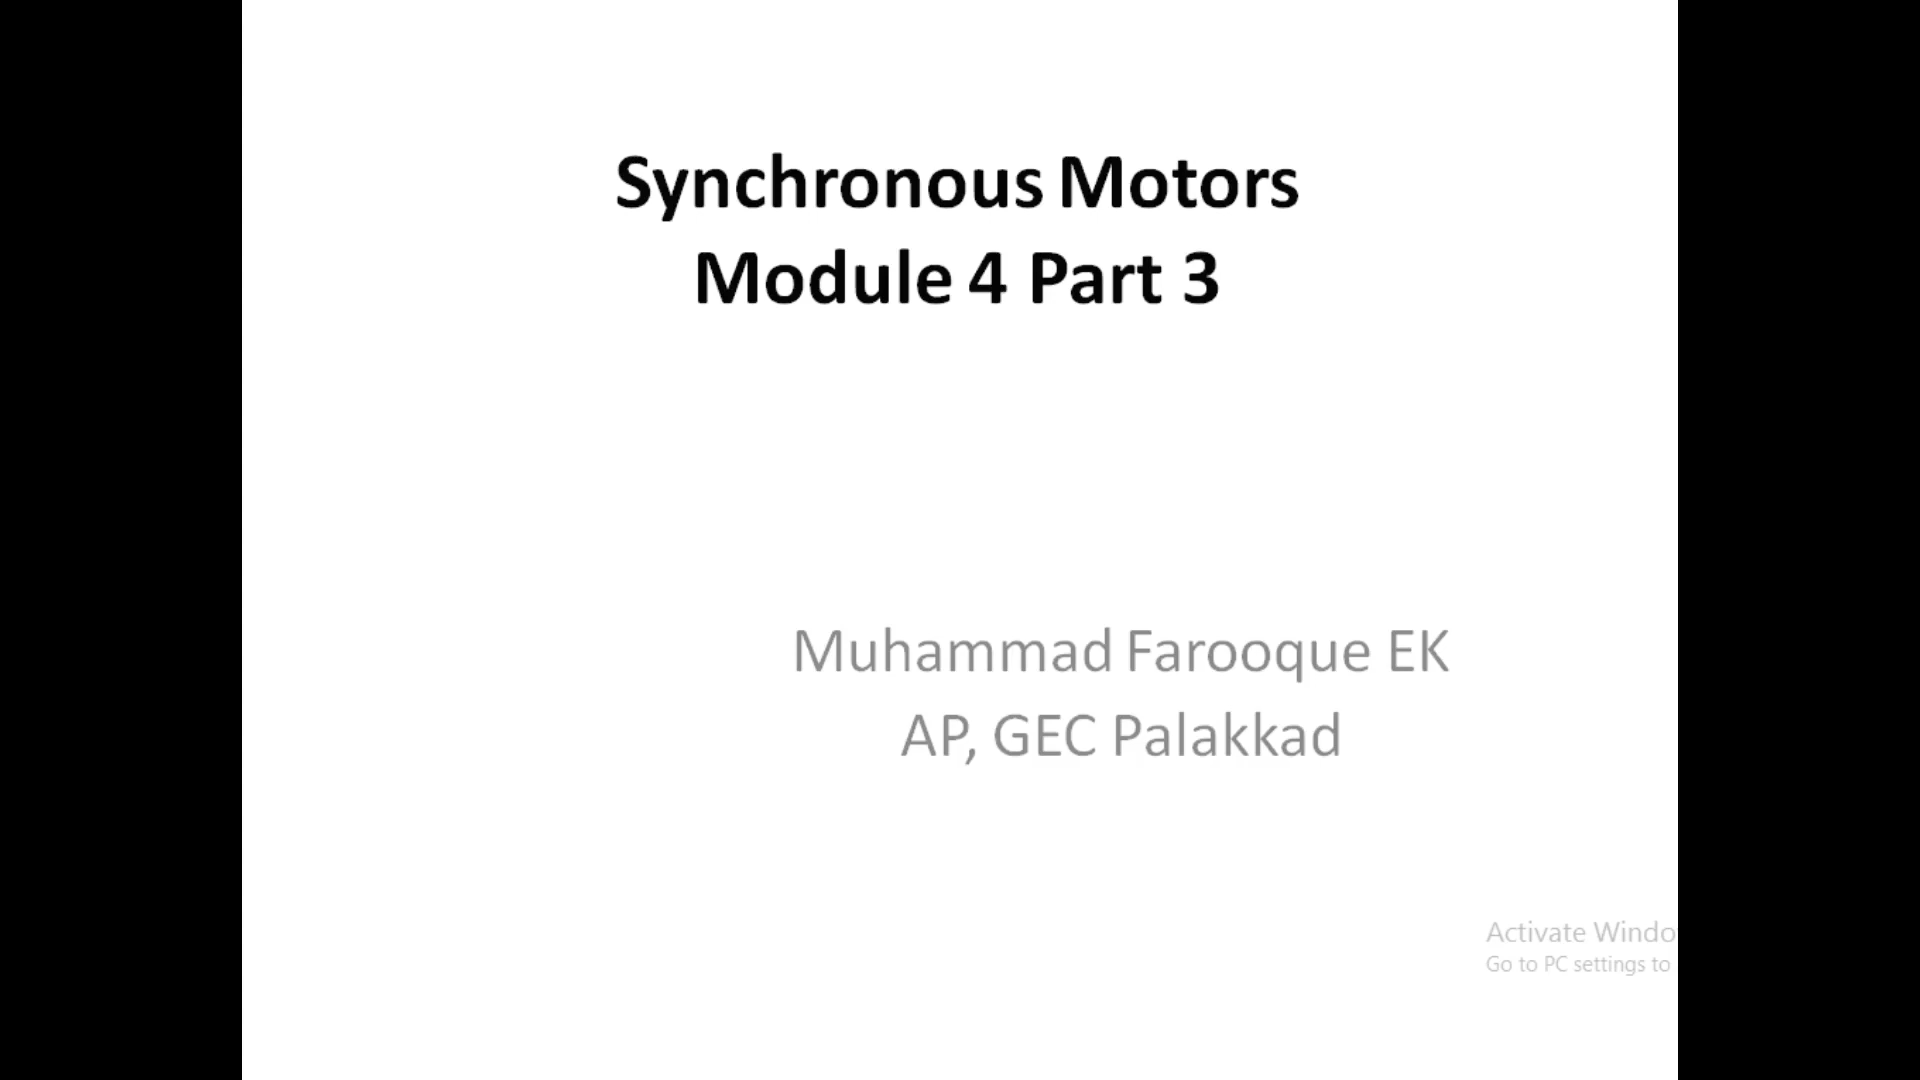 Synchronous Motors
Module 4 Part 3
Muhammad Farooque EK
AP, GEC Palakkad
Activate Windo
Go to PC settings to